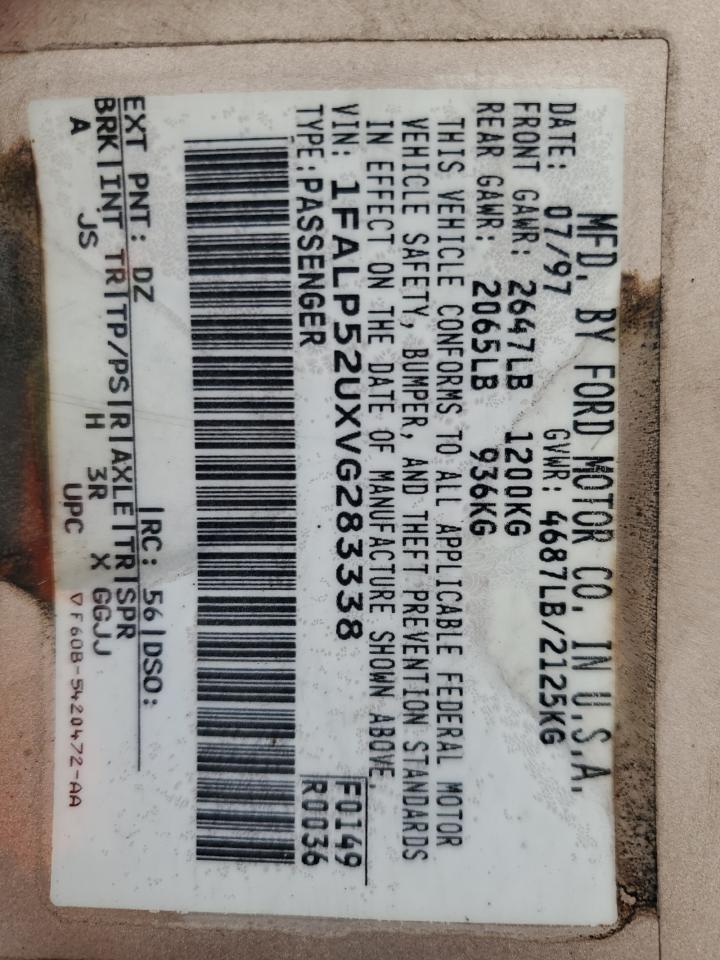 MFD. BY FORD MOTOR CO. IN U.S.A.
DATE: 07/97 GVWR: 4687LB/2125KG
FRONT GAWR: 2647LB 1200KG
REAR GAWR: 2065LB 936KG
THIS VEHICLE CONFORMS TO ALL APPLICABLE FEDERAL MOTOR
VEHICLE SAFETY, BUMPER, AND THEFT PREVENTION STANDARDS
IN EFFECT ON THE DATE OF MANUFACTURE SHOWN ABOVE.
VIN: 1FALP52UXVG283338 F0149
TYPE: PASSENGER R0036
EXT PNT: DZ RC: 56 DSO:
BRK INT TR TP/PS R AXLE TR SPR
A JS H 3R X GGJJ
UPC ▽F60B-5420472-AA